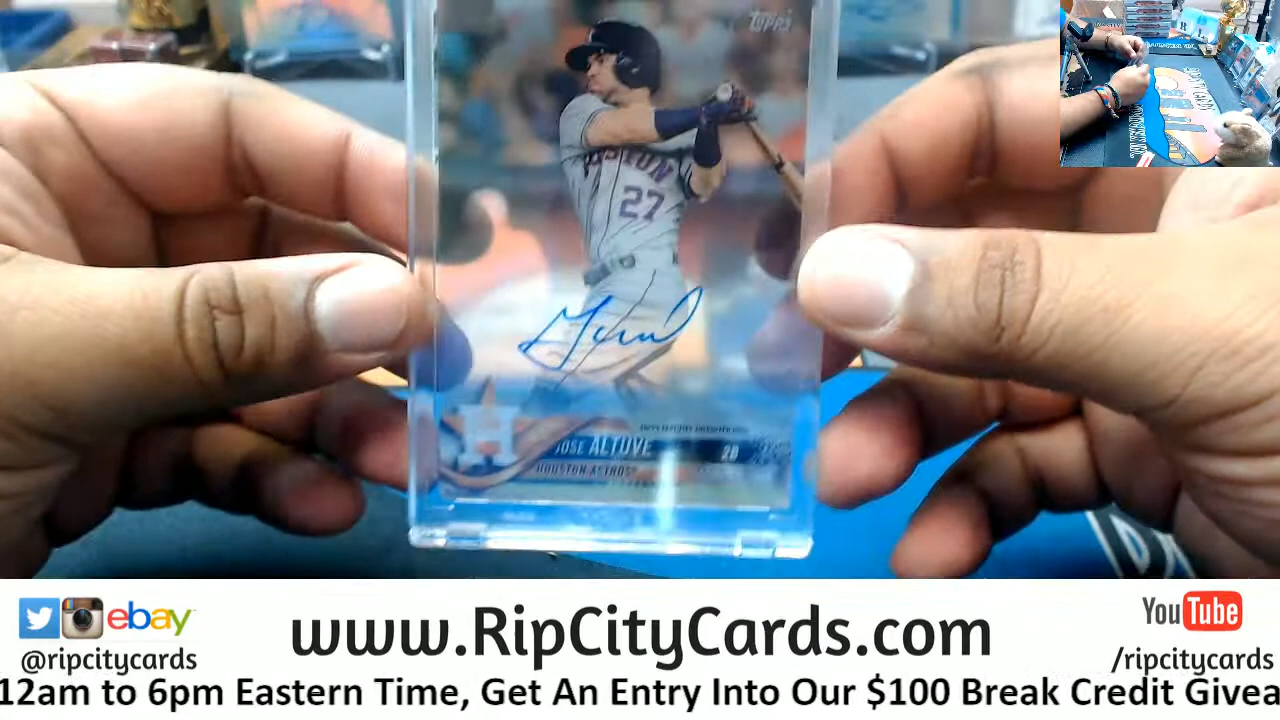 Topps
HOUSTON
27
JOSE ALTUVE 2B
HOUSTON ASTROS®
ebay
www.RipCityCards.com
YouTube
@ripcitycards
/ripcitycards
12am to 6pm Eastern Time, Get An Entry Into Our $100 Break Credit Givea